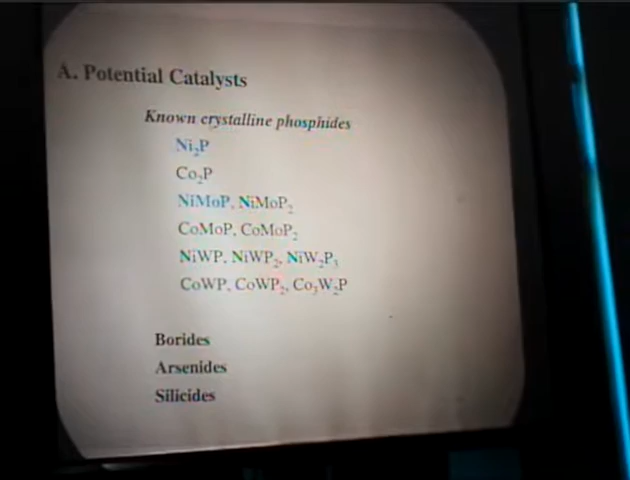 A. Potential Catalysts
Known crystalline phosphides
Ni₂P
Co₂P
NiMoP, NiMoP₂
CoMoP, CoMoP₂
NiWP, NiWP₂, NiW₂P₃
CoWP, CoWP₂, Co₃W₂P
Borides
Arsenides
Silicides